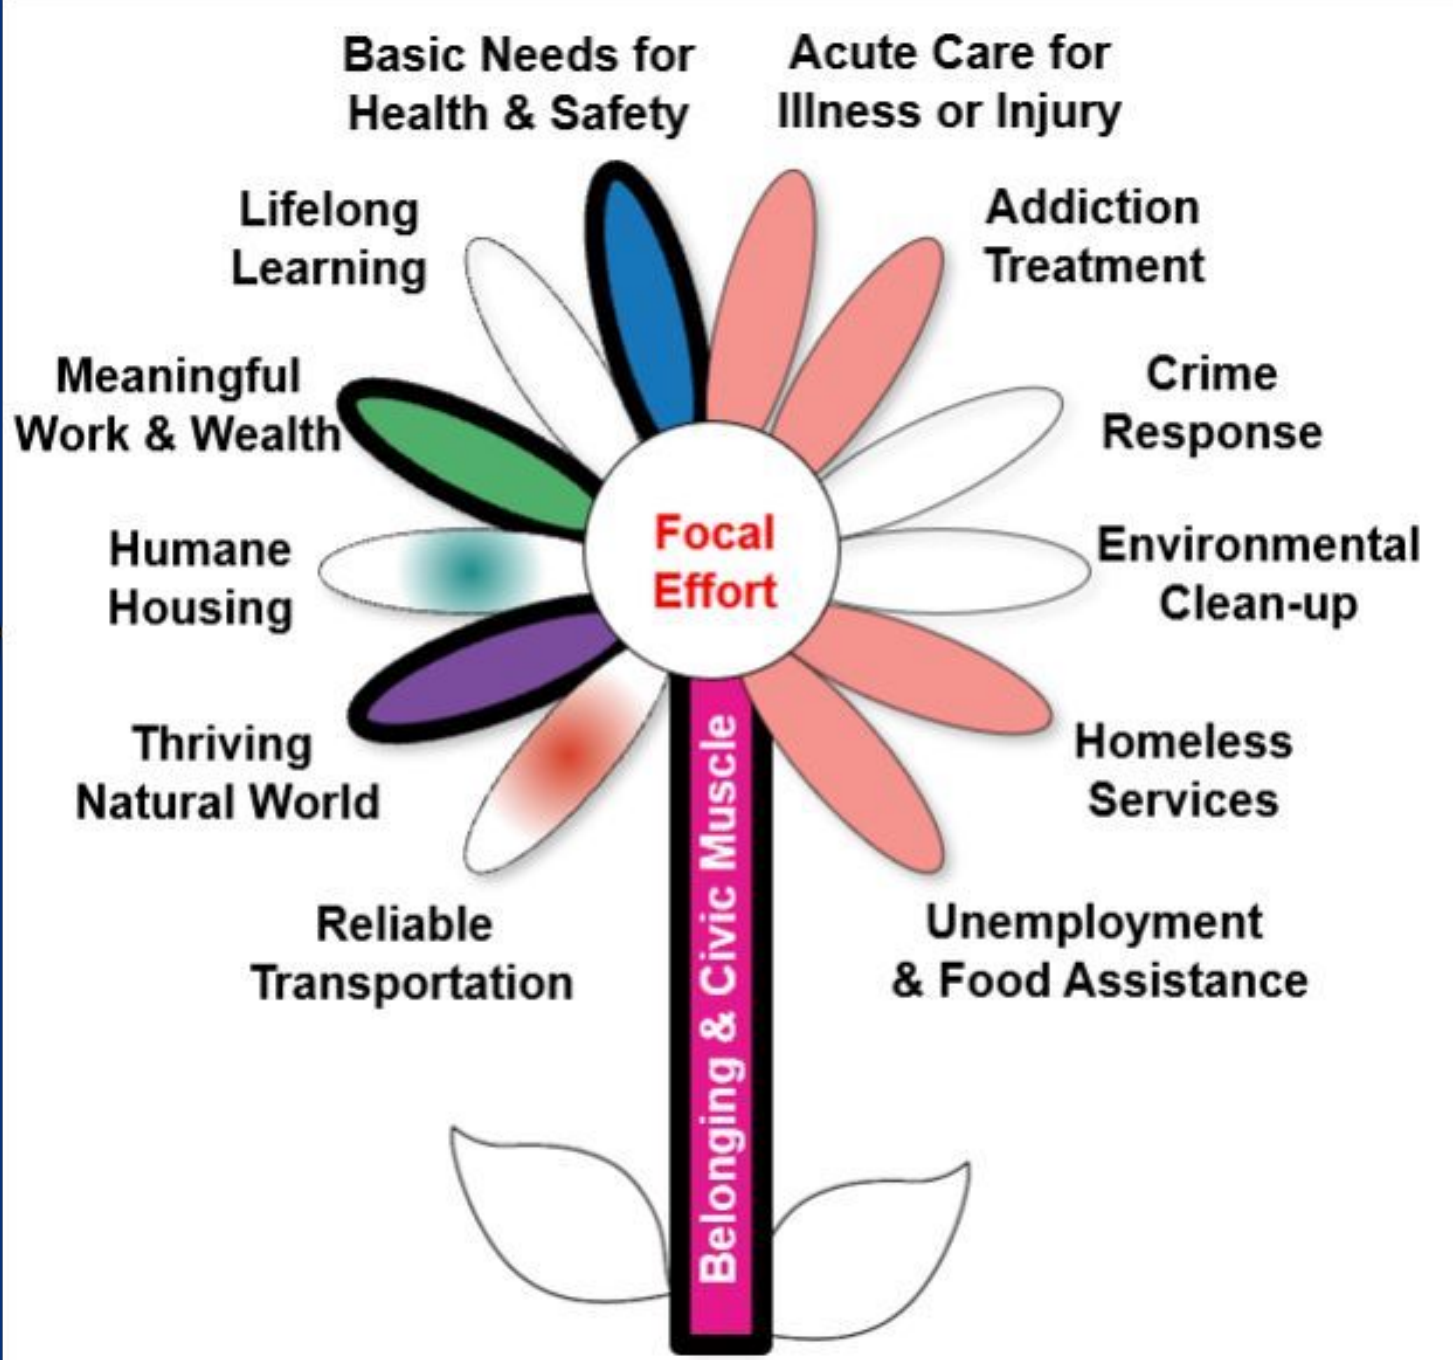 Basic Needs for
Health & Safety
Acute Care for
Illness or Injury
Lifelong
Learning
Addiction
Treatment
Meaningful
Work & Wealth
Crime
Response
Humane
Housing
Focal
Effort
Environmental
Clean-up
Thriving
Natural World
Homeless
Services
Reliable
Transportation
Unemployment
& Food Assistance
Belonging & Civic Muscle